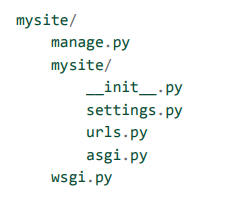 mysite/
    manage.py
    mysite/
        __init__.py
        settings.py
        urls.py
        asgi.py
    wsgi.py